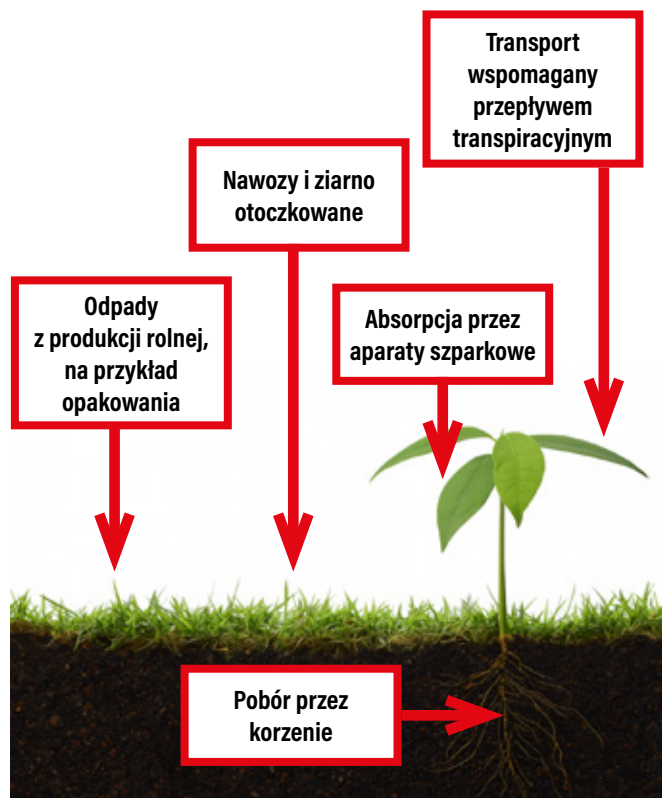 Transport
wspomagany
przepływem
transpiracyjnym
Nawozy i ziarno
otoczkowane
Odpady
z produkcji rolnej,
na przykład
opakowania
Absorpcja przez
aparaty szparkowe
Pobór przez
korzenie